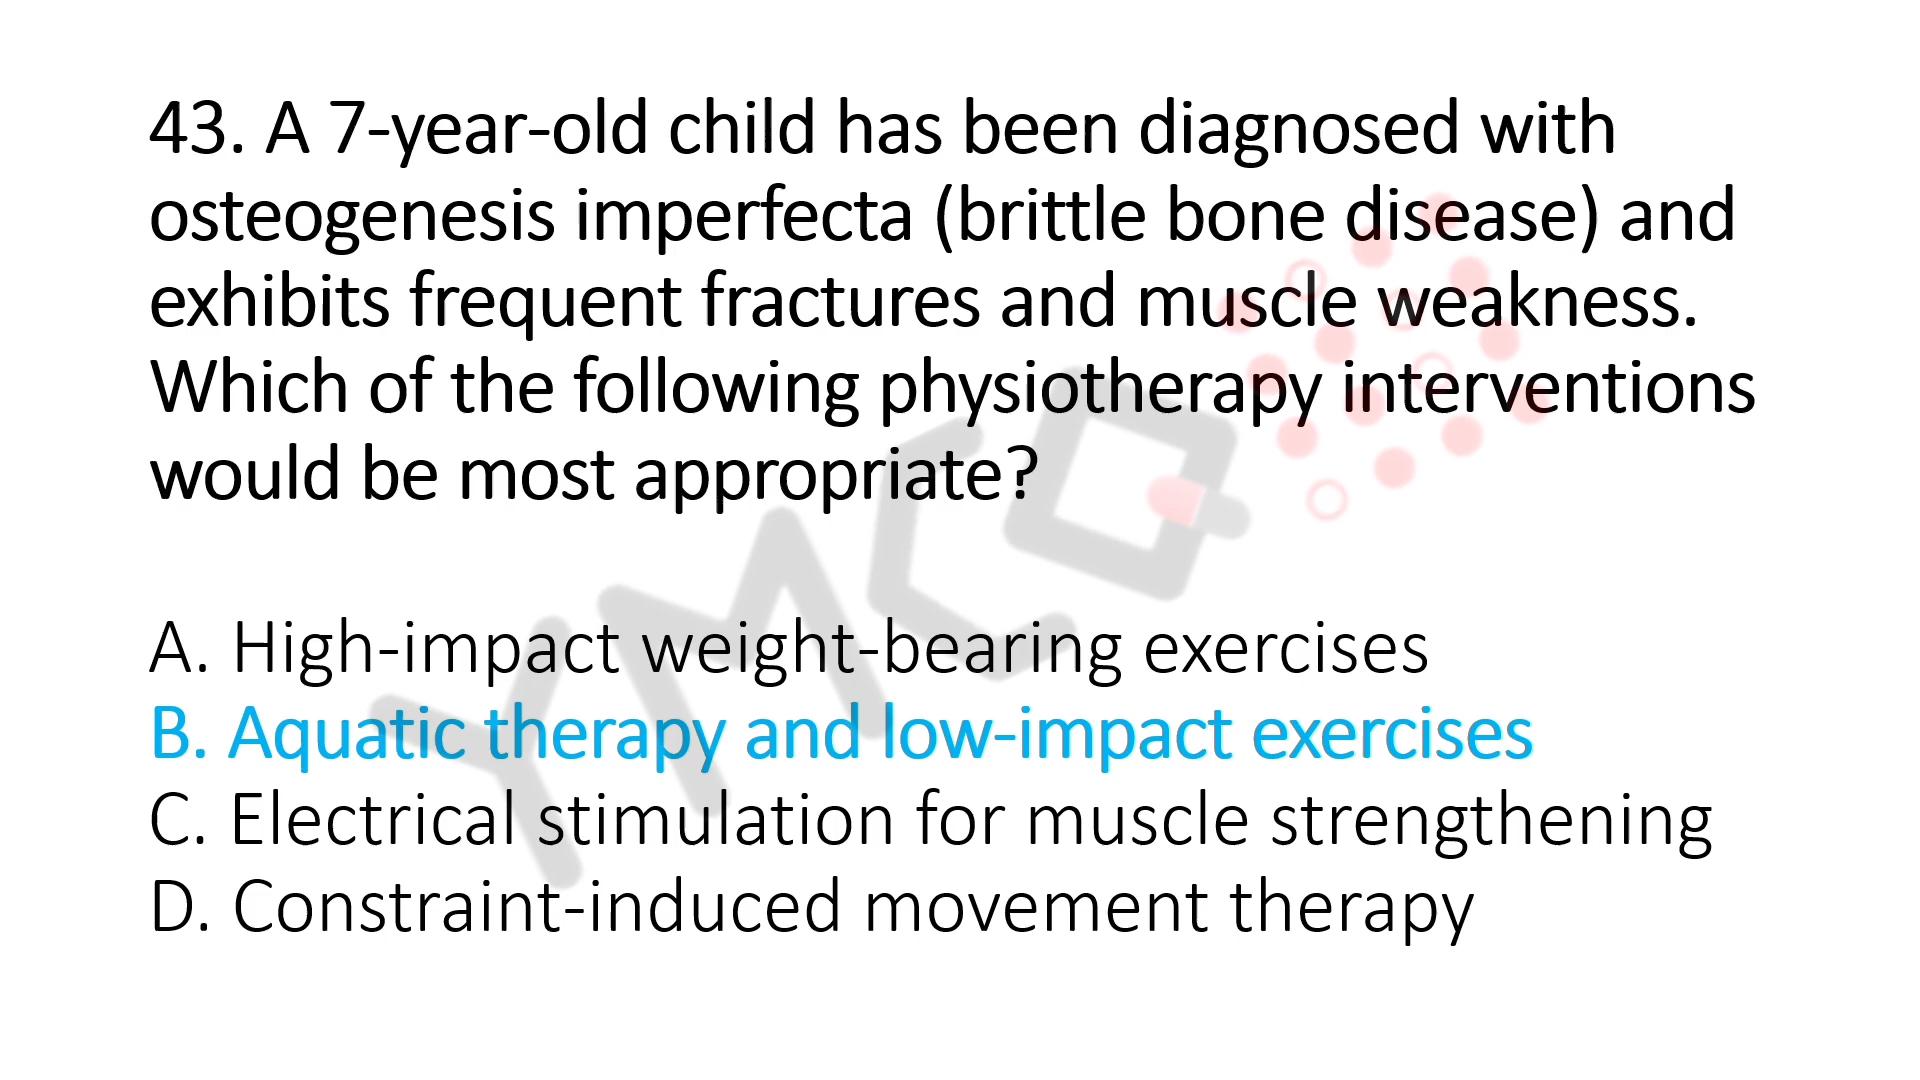 43. A 7-year-old child has been diagnosed with
osteogenesis imperfecta (brittle bone disease) and
exhibits frequent fractures and muscle weakness.
Which of the following physiotherapy interventions
would be most appropriate?
A. High-impact weight-bearing exercises
B. Aquatic therapy and low-impact exercises
C. Electrical stimulation for muscle strengthening
D. Constraint-induced movement therapy
YMCQ